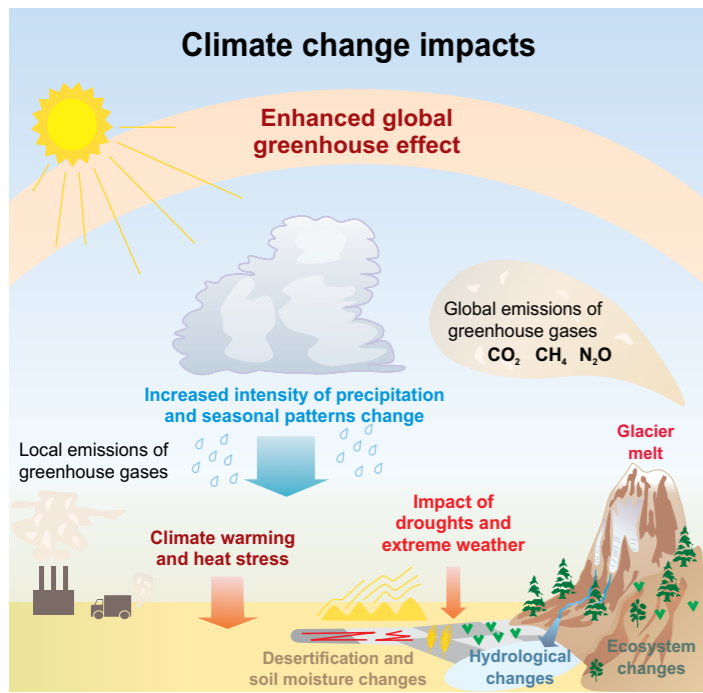 Climate change impacts
Enhanced global
greenhouse effect
Global emissions of
greenhouse gases
CO₂ CH₄ N₂O
Increased intensity of precipitation
and seasonal patterns change
Glacier
melt
Local emissions of
greenhouse gases
Impact of
droughts and
extreme weather
Climate warming
and heat stress
Desertification and
soil moisture changes
Hydrological
changes
Ecosystem
changes